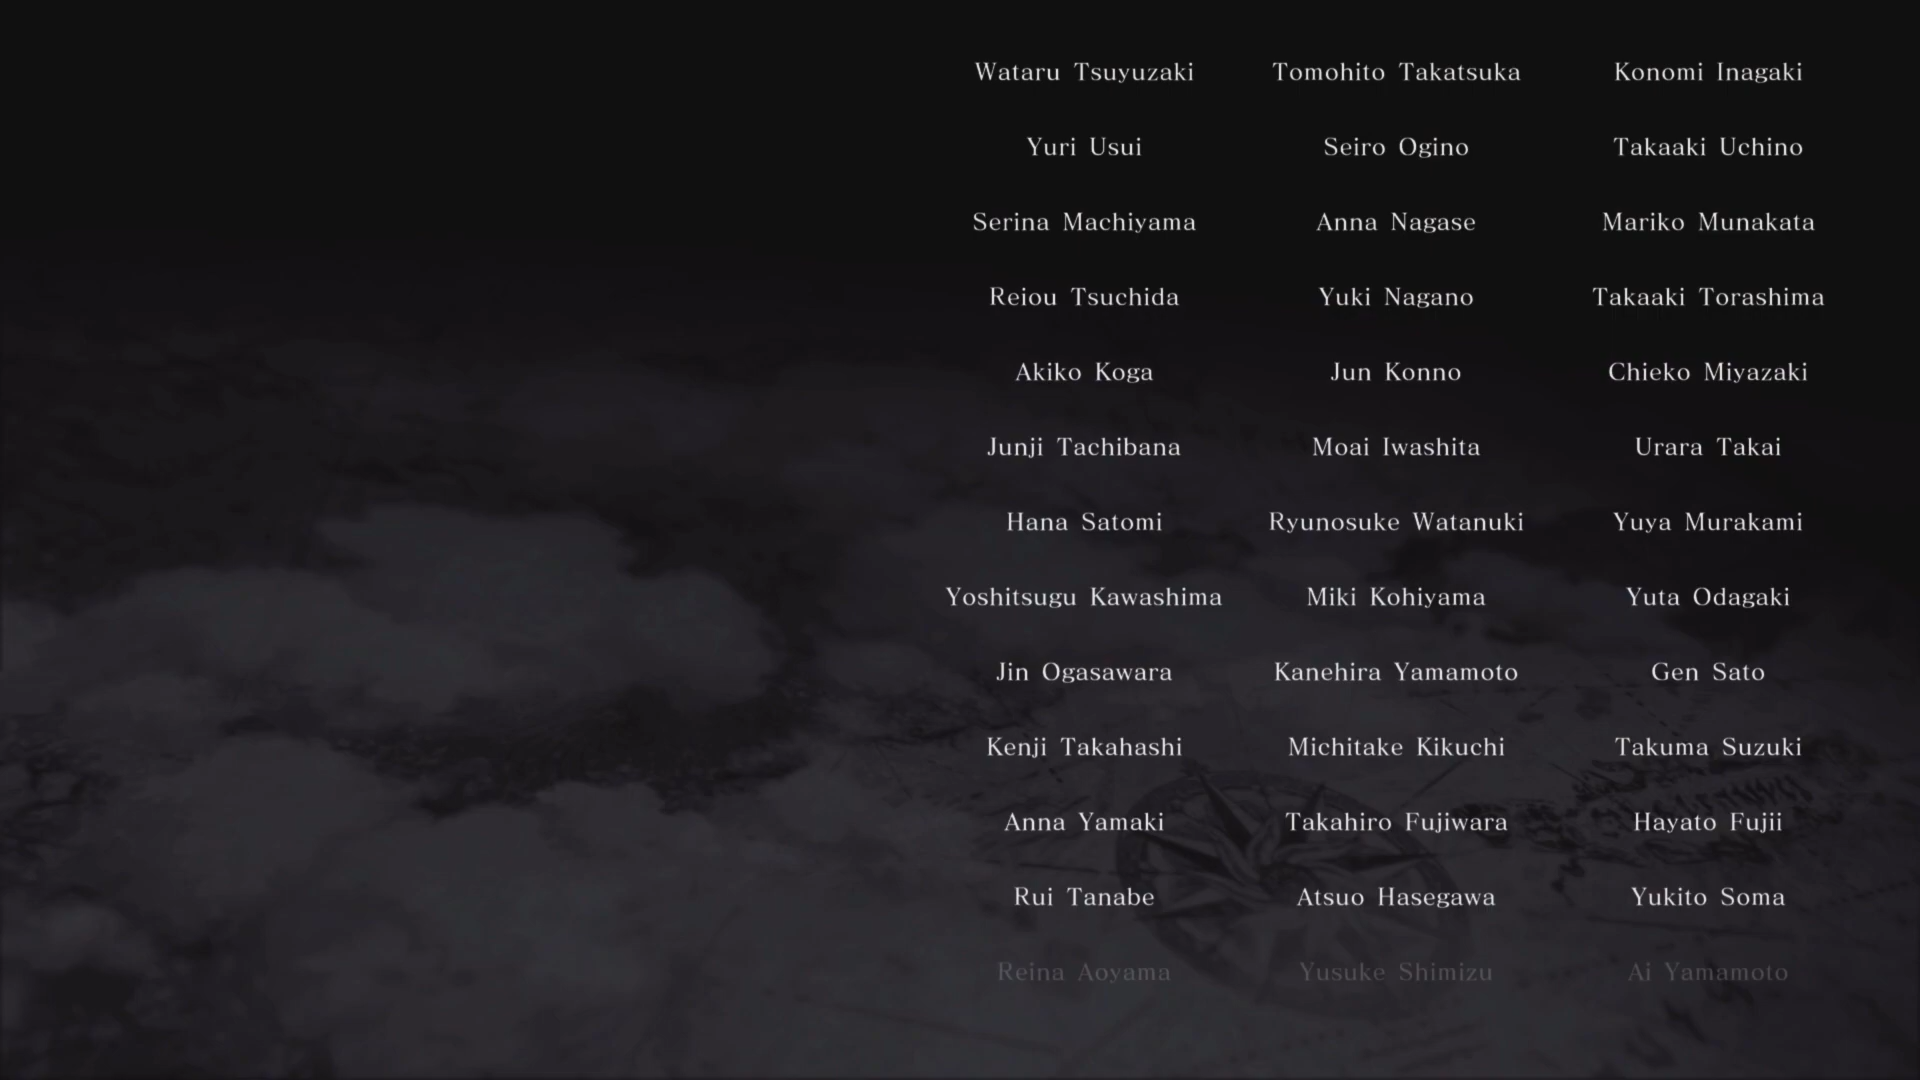 Wataru Tsuyuzaki Tomohito Takatsuka Konomi Inagaki
Yuri Usui Seiro Ogino Takaaki Uchino
Serina Machiyama Anna Nagase Mariko Munakata
Reiou Tsuchida Yuki Nagano Takaaki Torashima
Akiko Koga Jun Konno Chieko Miyazaki
Junji Tachibana Moai Iwashita Urara Takai
Hana Satomi Ryunosuke Watanuki Yuya Murakami
Yoshitsugu Kawashima Miki Kohiyama Yuta Odagaki
Jin Ogasawara Kanehira Yamamoto Gen Sato
Kenji Takahashi Michitake Kikuchi Takuma Suzuki
Anna Yamaki Takahiro Fujiwara Hayato Fujii
Rui Tanabe Atsuo Hasegawa Yukito Soma
Reina Aoyama Yusuke Shimizu Ai Yamamoto